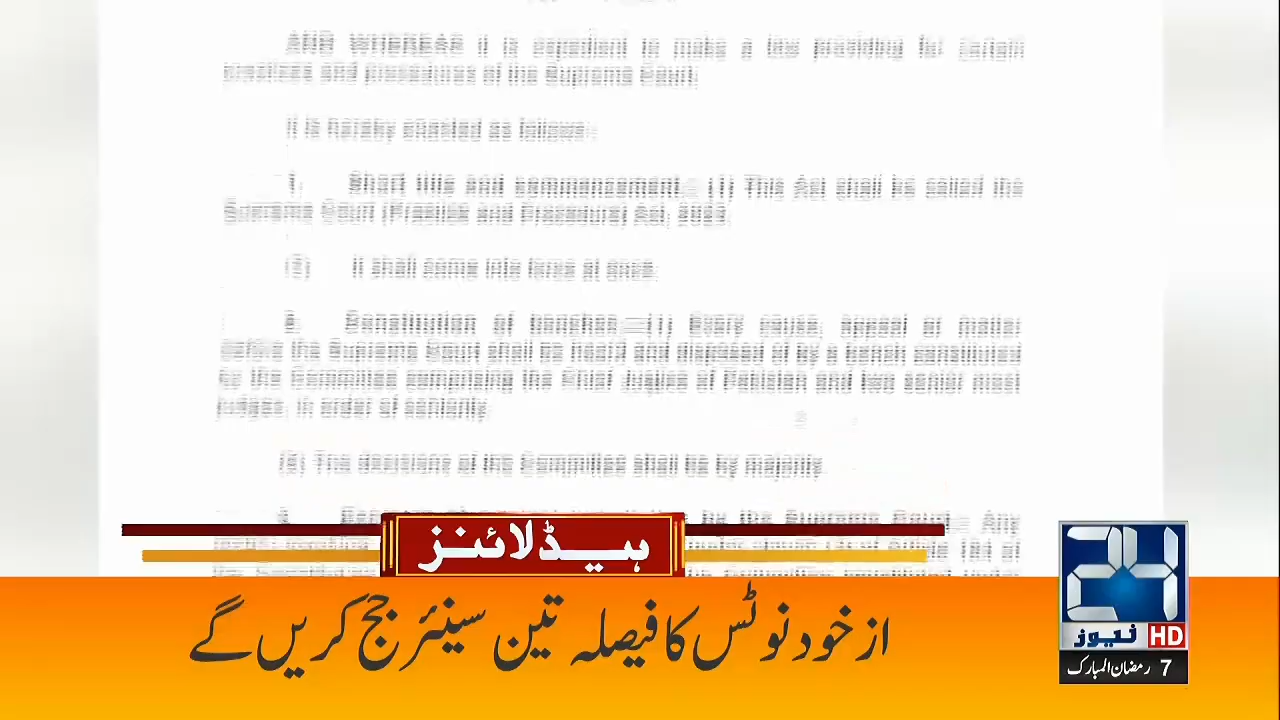 AND WHEREAS it is expedient to make a law providing for certain
practices and procedures of the Supreme Court;
It is hereby enacted as follows:
1. Short title and commencement.- (1) This Act shall be called the
Supreme Court (Practice and Procedure) Act, 2023.
(2) It shall come into force at once.
Constitution of benches.—(1) Every cause, appeal or matter
before the Supreme Court shall be heard and disposed of by a bench constituted
by the Committee comprising the Chief Justice of Pakistan and two senior most
judges, in order of seniority.
(2) The decisions of the Committee shall be by majority.
ہیڈلائنز
از خود نوٹس کا فیصلہ تین سینئر جج کریں گے
24
نیوز HD
7 رمضان المبارک